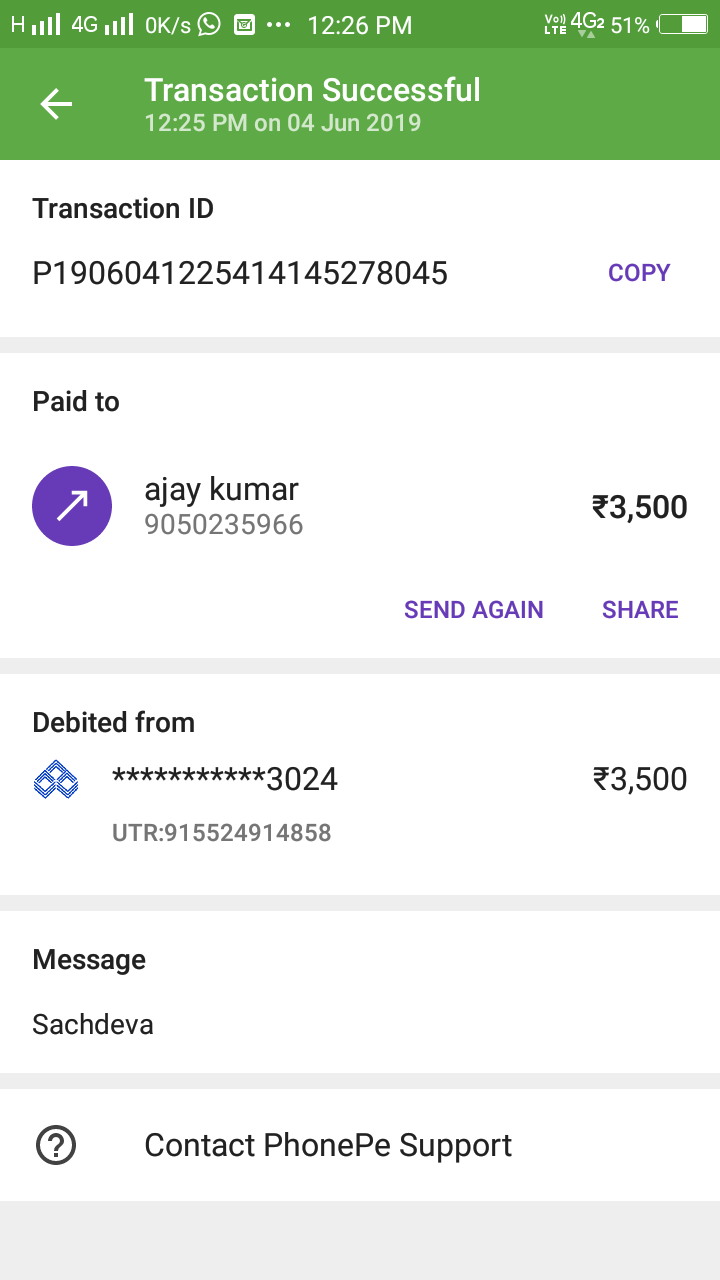 H 4G 0K/s 12:26 PM Vo)) LTE 4G2 51%
Transaction Successful
12:25 PM on 04 Jun 2019
Transaction ID
P1906041225414145278045 COPY
Paid to
ajay kumar
9050235966 ₹3,500
SEND AGAIN SHARE
Debited from
***********3024 ₹3,500
UTR:915524914858
Message
Sachdeva
Contact PhonePe Support